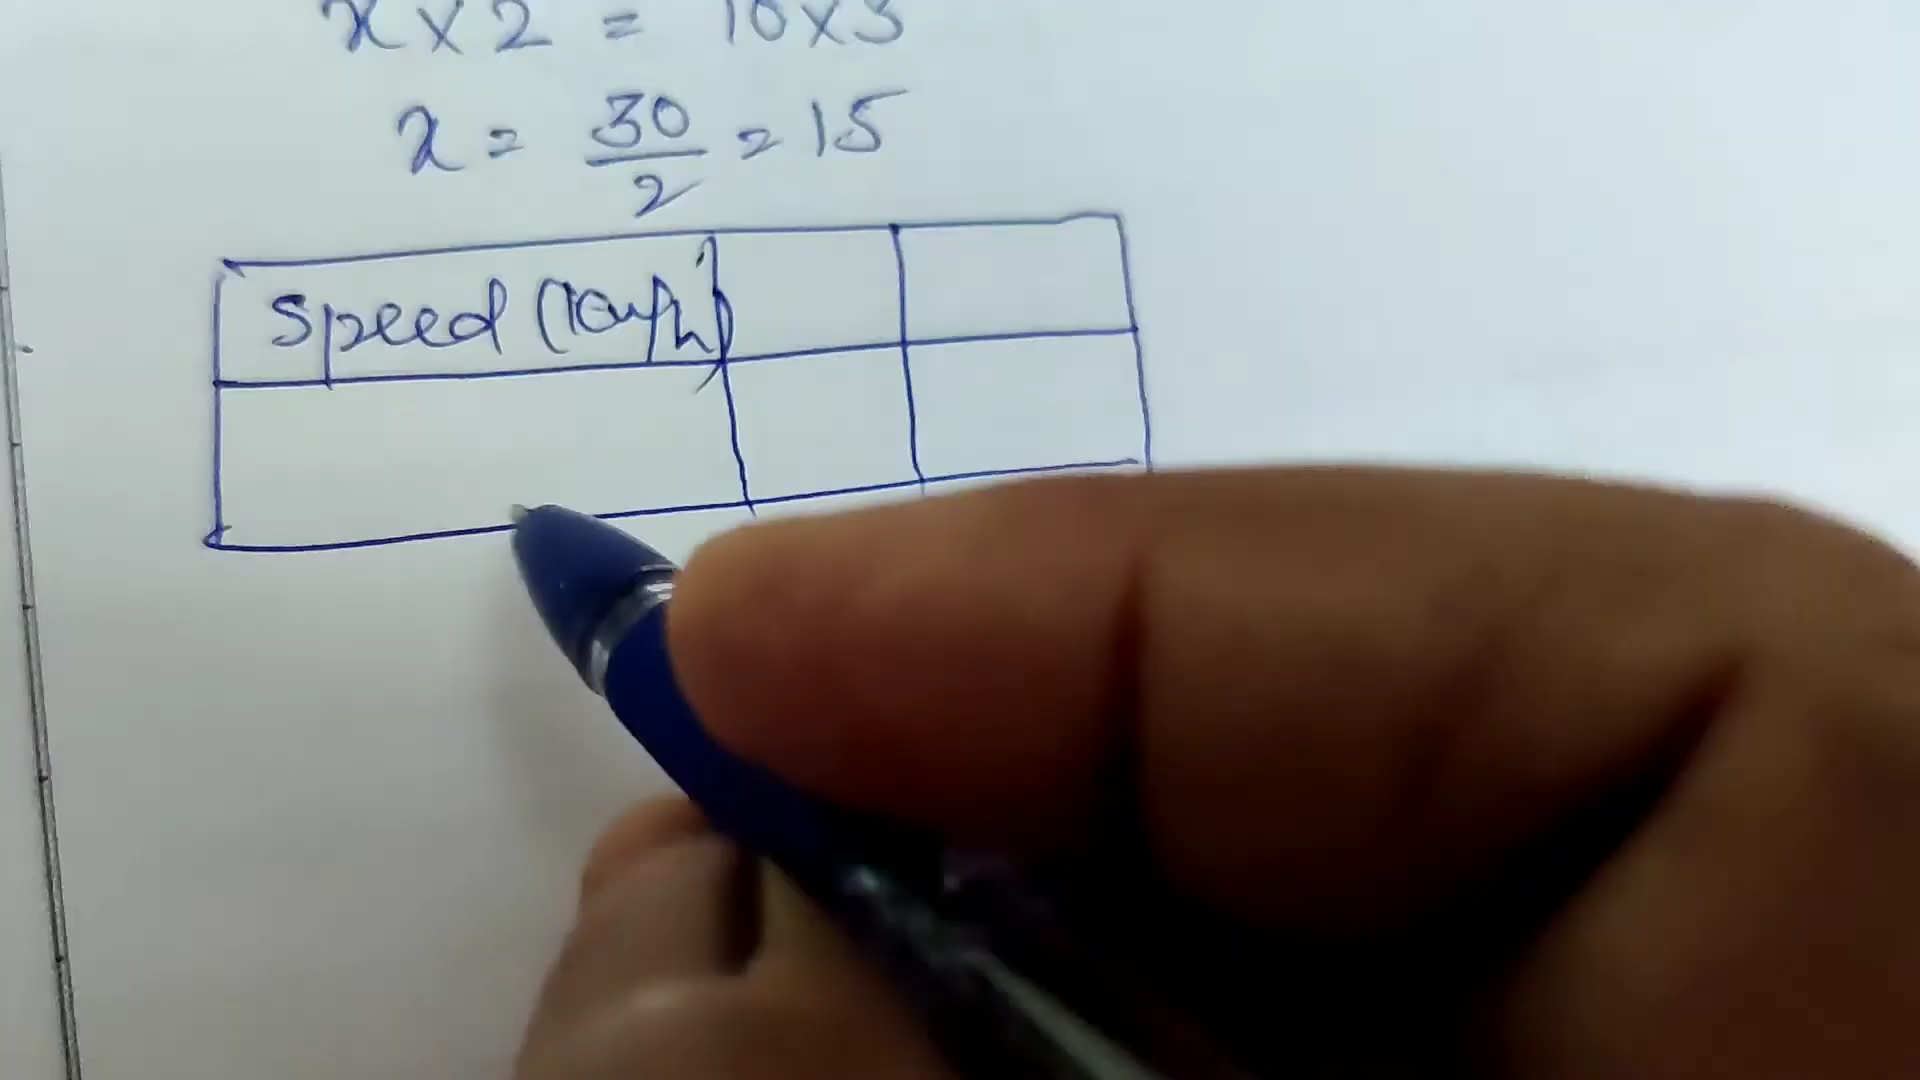 x × 2 = 10 × 3
x = 30/2 = 15
Speed (km/h)